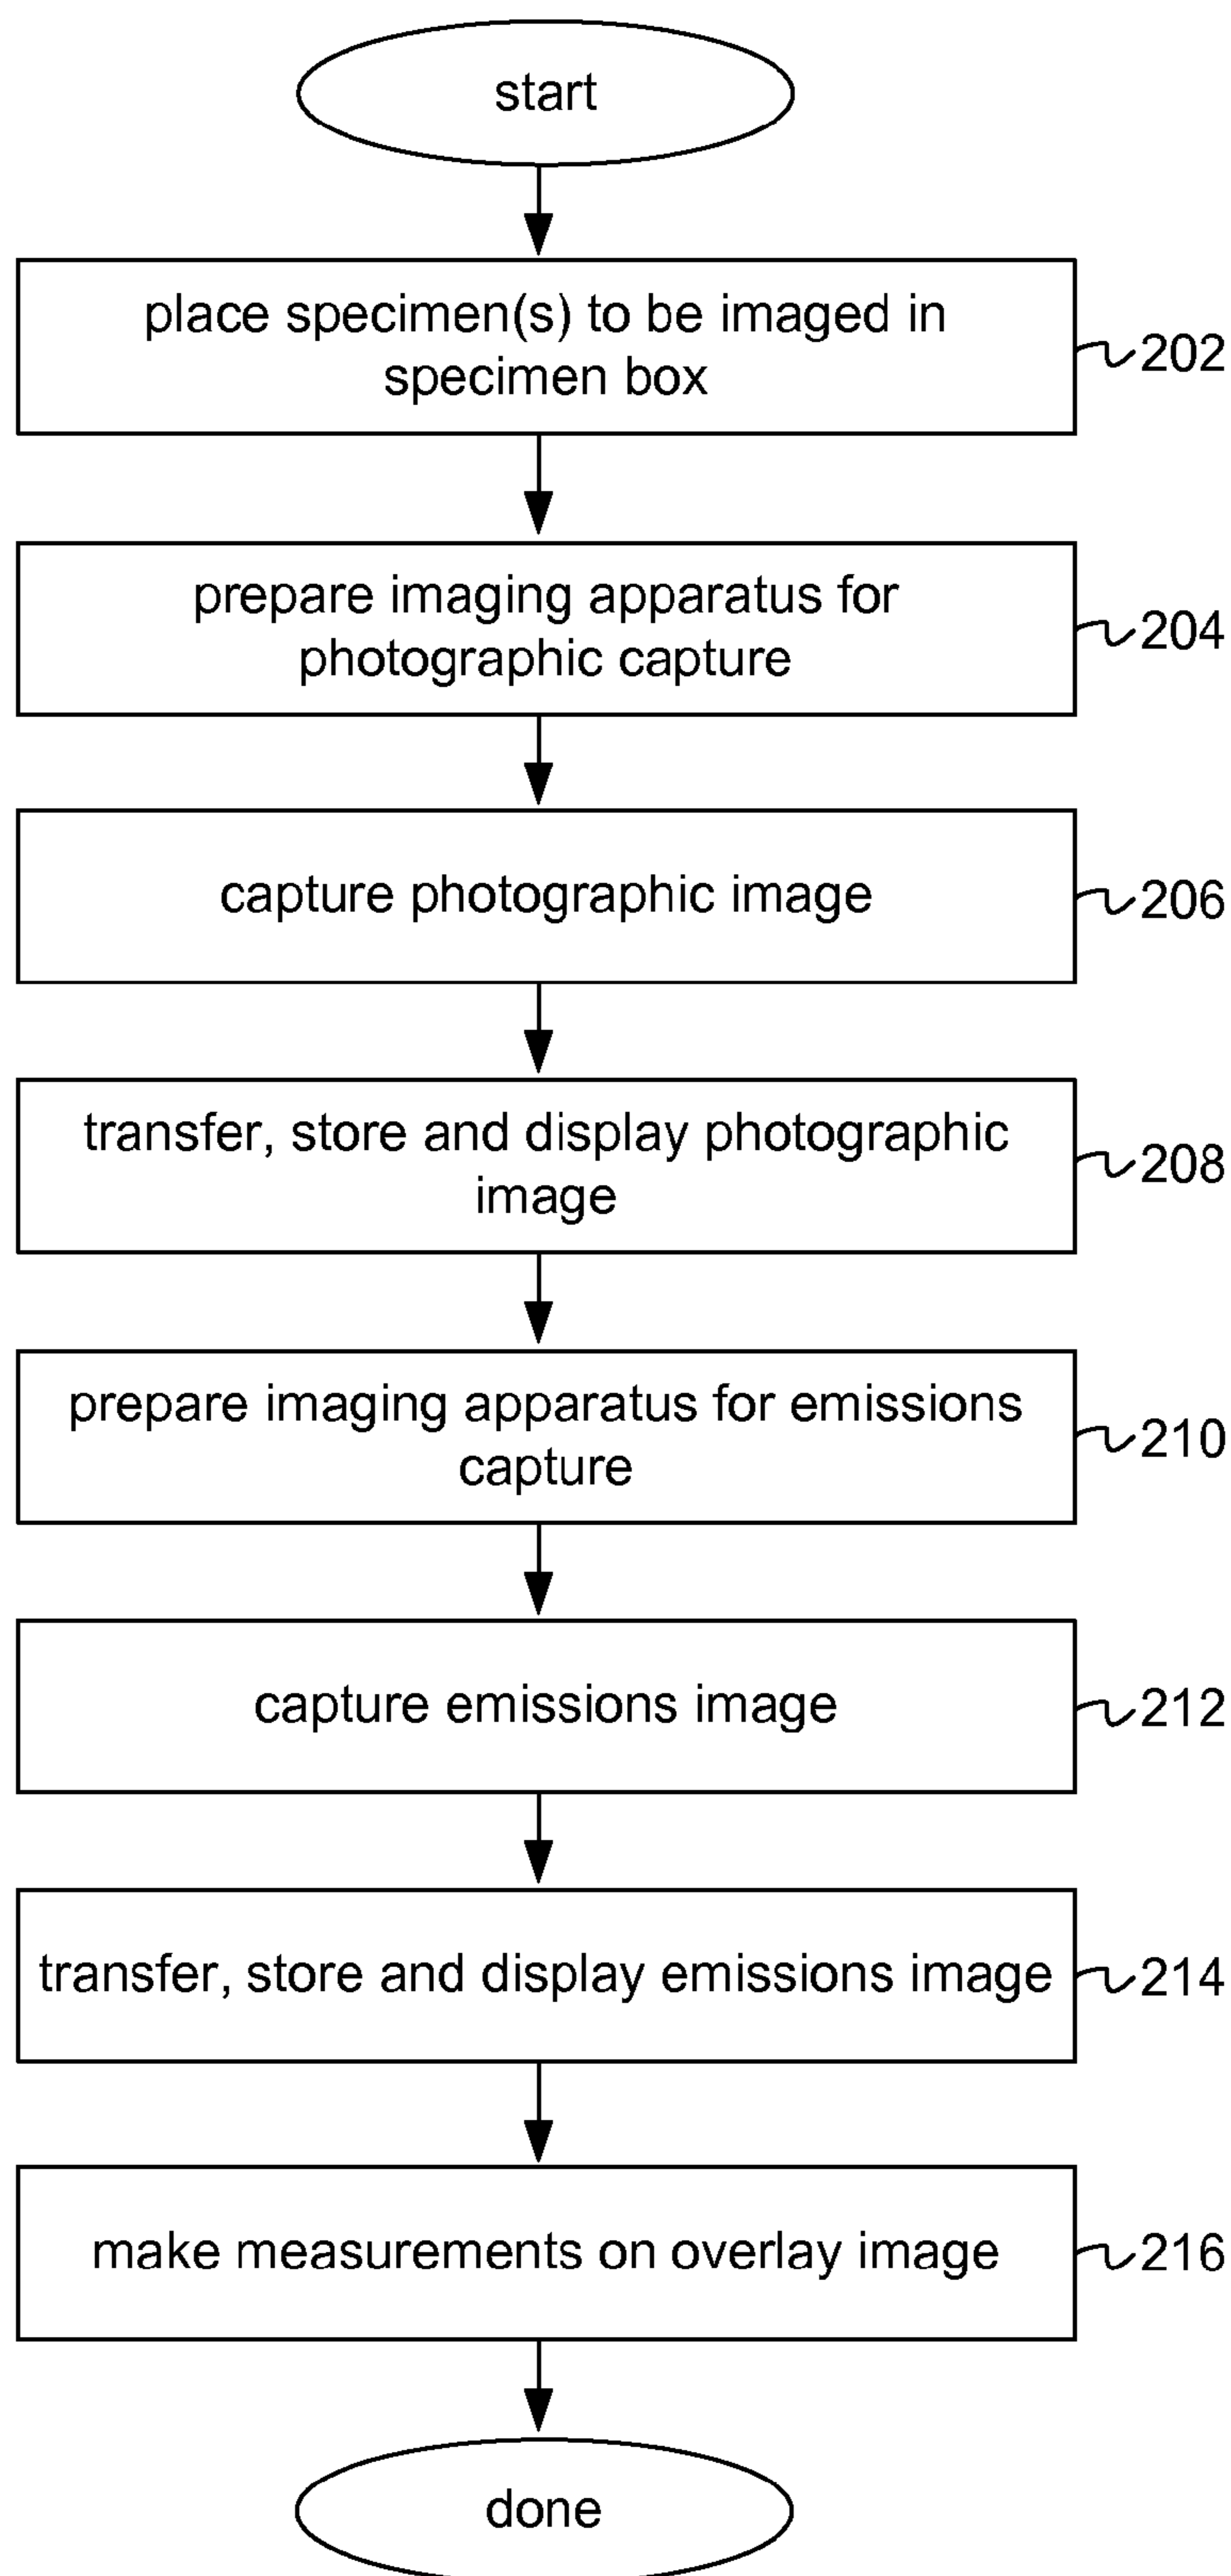 start
place specimen(s) to be imaged in
specimen box
202
prepare imaging apparatus for
photographic capture
204
capture photographic image
206
transfer, store and display photographic
image
208
prepare imaging apparatus for emissions
capture
210
capture emissions image
212
transfer, store and display emissions image
214
make measurements on overlay image
216
done